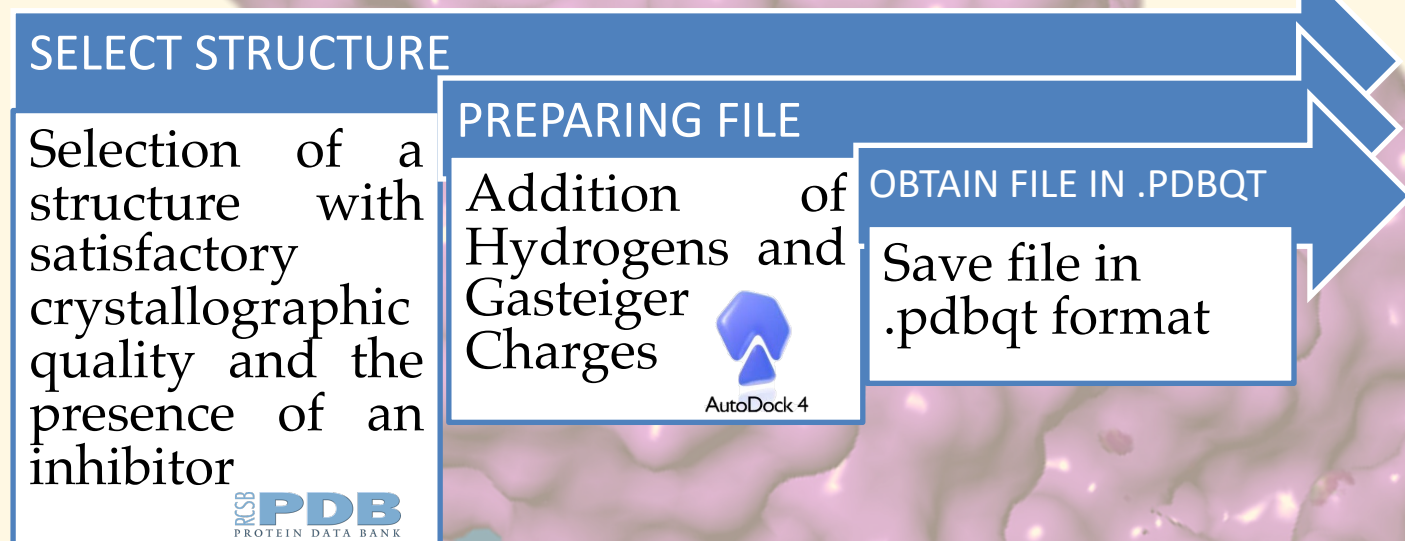 SELECT STRUCTURE
Selection of a
structure with
satisfactory
crystallographic
quality and the
presence of an
inhibitor
RCSB
PDB
PROTEIN DATA BANK
PREPARING FILE
Addition of
Hydrogens and
Gasteiger
Charges
AutoDock 4
OBTAIN FILE IN .PDBQT
Save file in
.pdbqt format